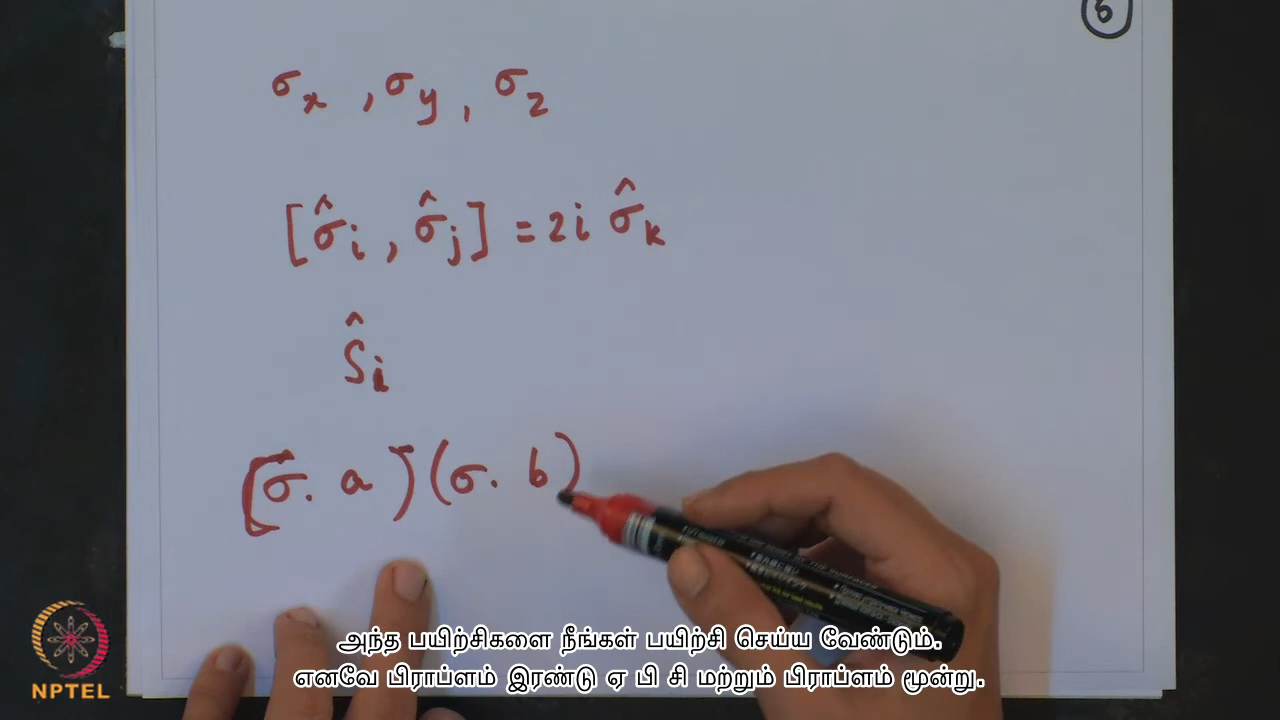 6
σx , σy , σz
[σ̂i , σ̂j] = 2i σ̂k
Ŝi
[σ. a] (σ. b)
அந்த பயிற்சிகளை நீங்கள் பயிற்சி செய்ய வேண்டும்.
எனவே பிராப்ளம் இரண்டு ஏ பி சி மற்றும் பிராப்ளம் மூன்று.
NPTEL